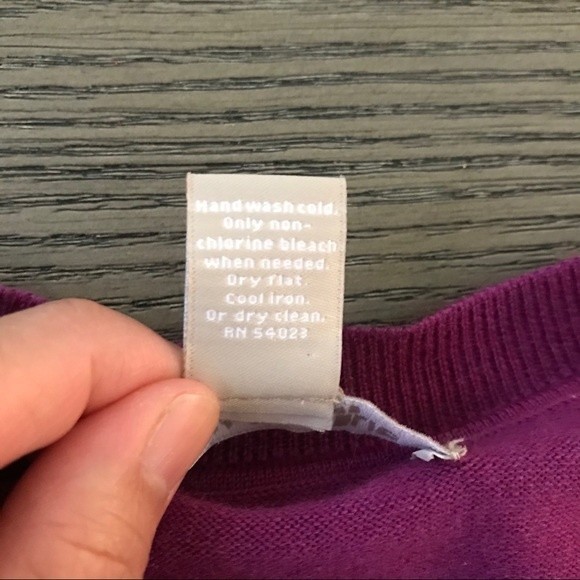 Hand wash cold.
Only non-
chlorine bleach
when needed.
Dry flat.
Cool iron.
Or dry clean.
RN 54023